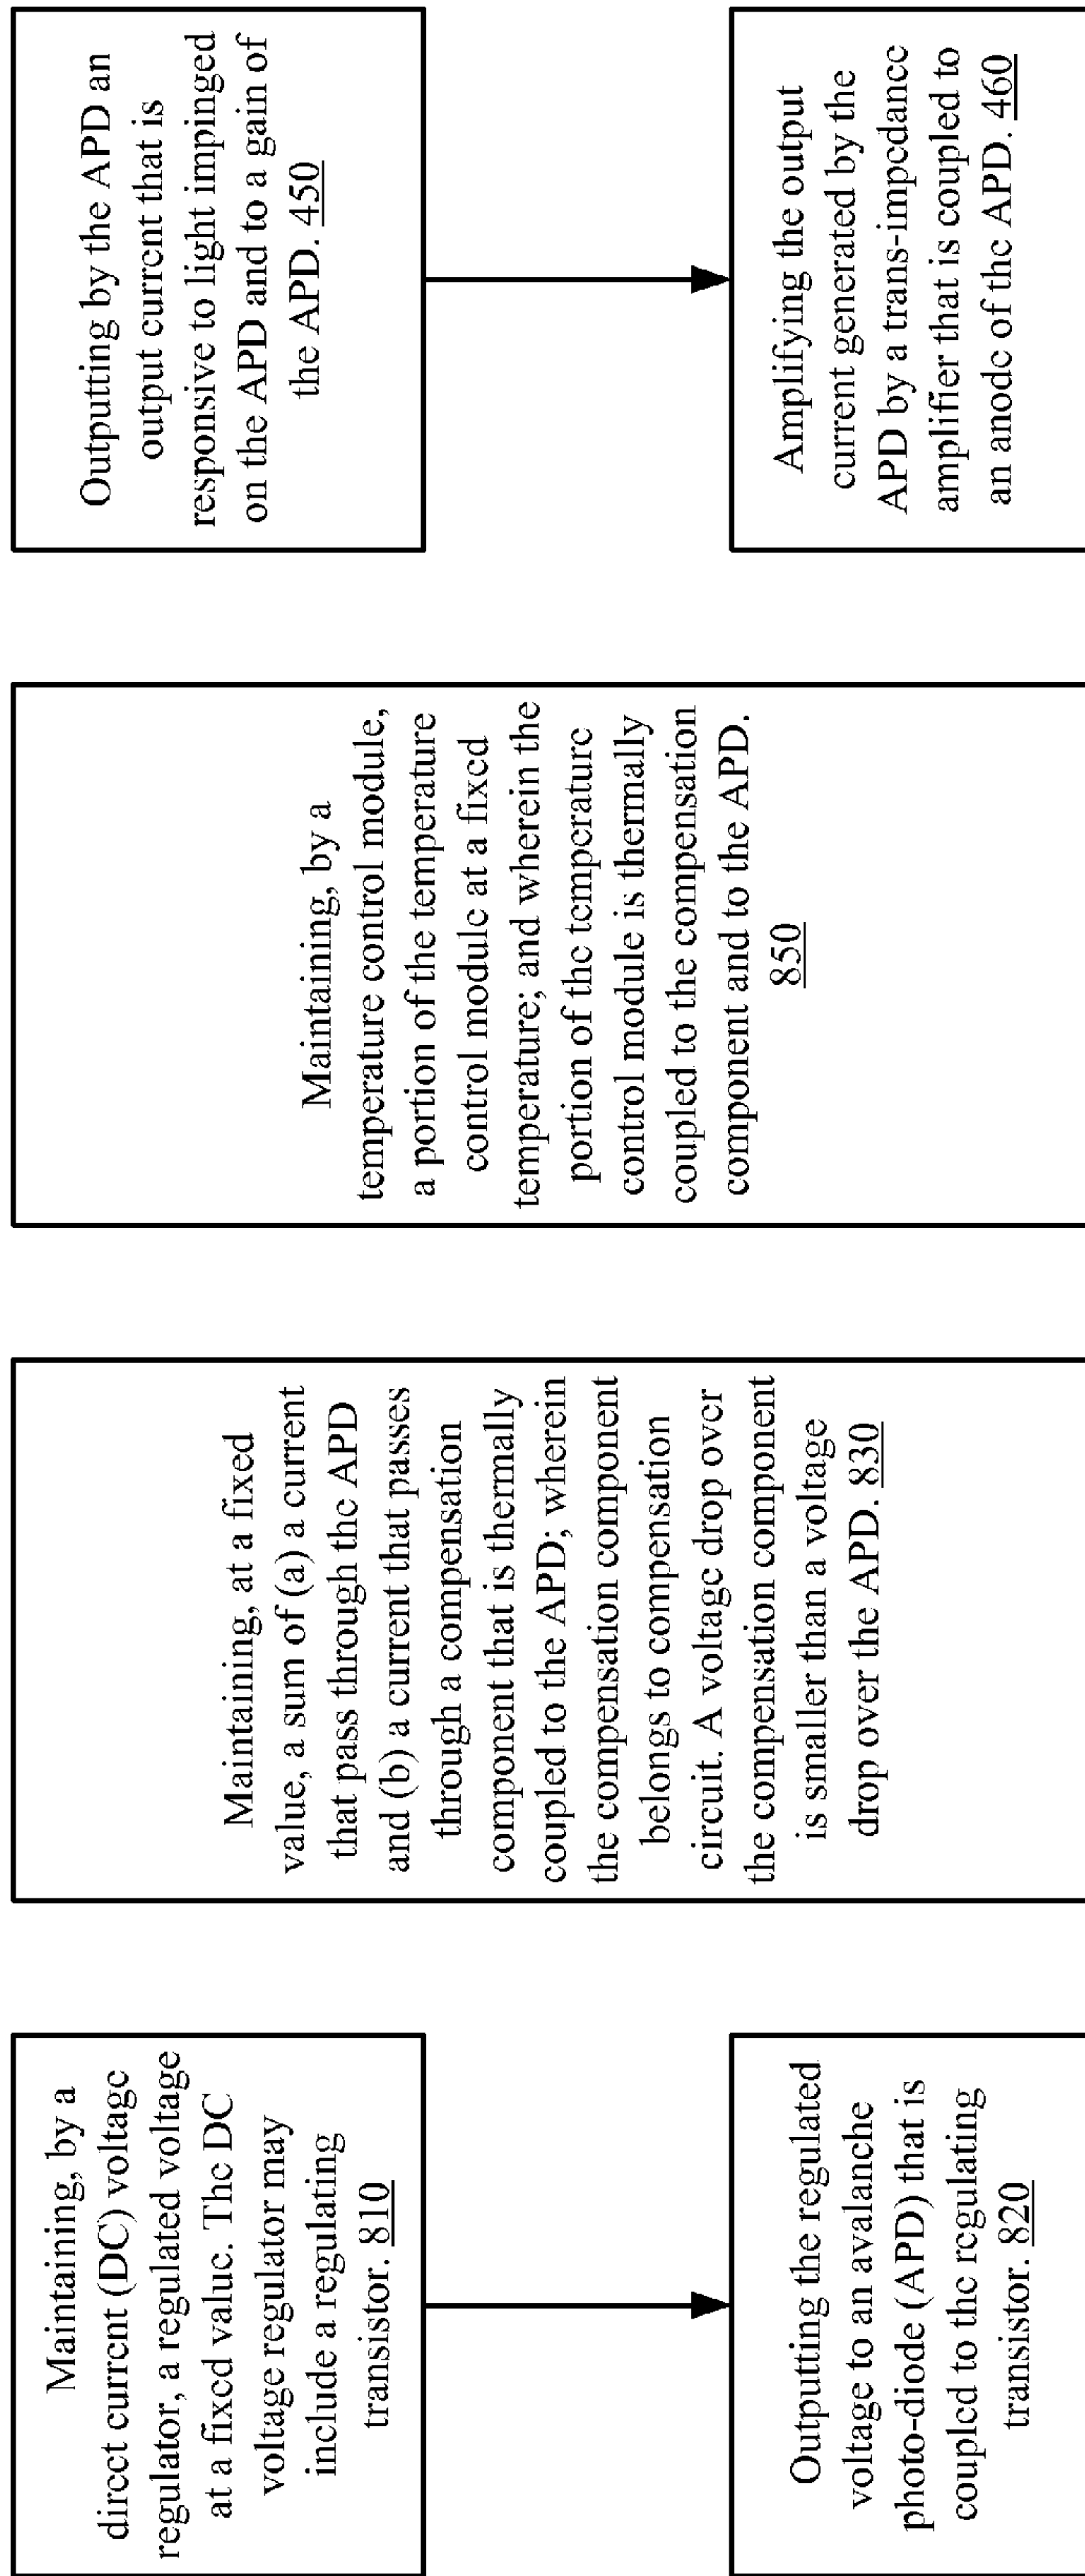 Maintaining, by a
direct current (DC) voltage
regulator, a regulated voltage
at a fixed value. The DC
voltage regulator may
include a regulating
transistor. 810
Outputting the regulated
voltage to an avalanche
photo-diode (APD) that is
coupled to the regulating
transistor. 820
Maintaining, at a fixed
value, a sum of (a) a current
that pass through the APD
and (b) a current that passes
through a compensation
component that is thermally
coupled to the APD; wherein
the compensation component
belongs to compensation
circuit. A voltage drop over
the compensation component
is smaller than a voltage
drop over the APD. 830
Maintaining, by a
temperature control module,
a portion of the temperature
control module at a fixed
temperature; and wherein the
portion of the temperature
control module is thermally
coupled to the compensation
component and to the APD.
850
Outputting by the APD an
output current that is
responsive to light impinged
on the APD and to a gain of
the APD. 450
Amplifying the output
current generated by the
APD by a trans-impedance
amplifier that is coupled to
an anode of the APD. 460